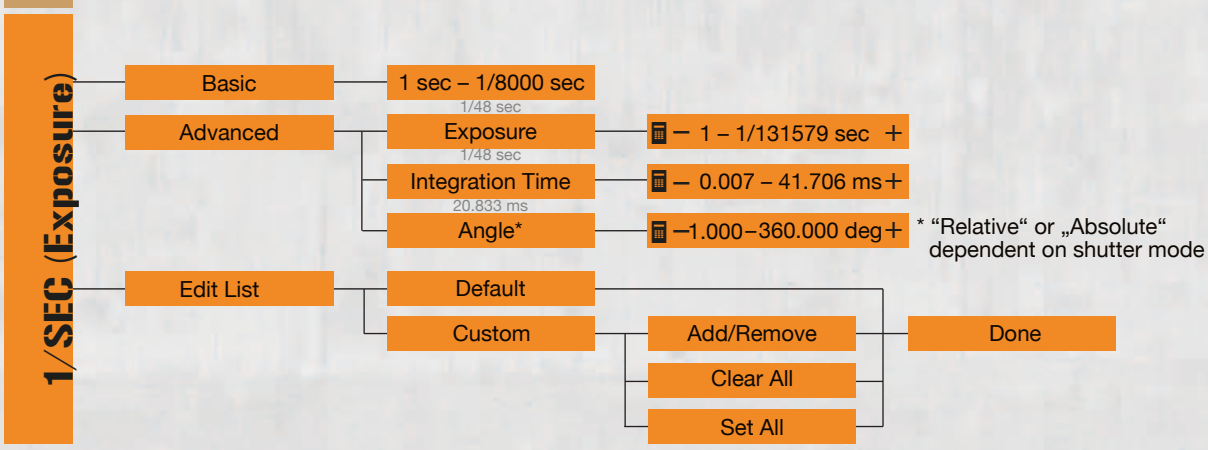 1/SEC (Exposure)
Basic
1 sec – 1/8000 sec
1/48 sec
Advanced
Exposure
– 1 – 1/131579 sec +
1/48 sec
Integration Time
– 0.007 – 41.706 ms+
20.833 ms
Angle*
–1.000–360.000 deg+
* “Relative“ or „Absolute“
dependent on shutter mode
Edit List
Default
Custom
Add/Remove
Done
Clear All
Set All